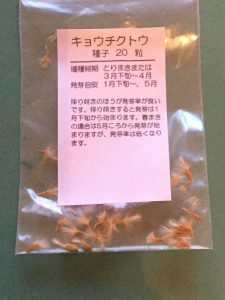 キョウチクトウ
種子 20 粒
播種時期 とりまきまたは
３月下旬～４月
発芽目安 １月下旬～、５月
採り蒔きのほうが発芽率が良い
です。採り蒔きすると発芽は１
月下旬から始まります。春まき
の場合は５月ころから発芽が始
まりますが、発芽率は低くなり
ます。